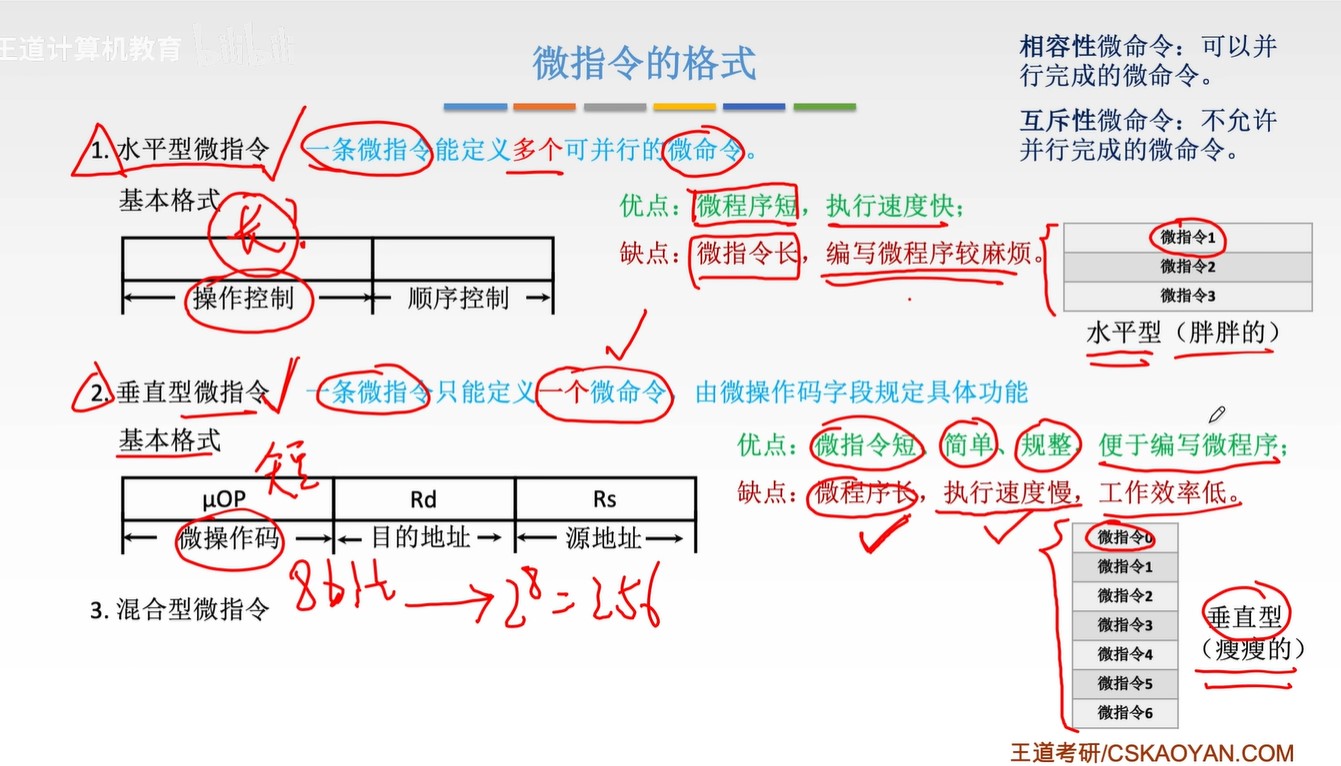 王道计算机教育 bilibili
微指令的格式
相容性微命令：可以并
行完成的微命令。
互斥性微命令：不允许
并行完成的微命令。
1. 水平型微指令 一条微指令能定义多个可并行的微命令。
基本格式
长
操作控制 顺序控制
优点：微程序短，执行速度快；
缺点：微指令长，编写微程序较麻烦。
微指令1
微指令2
微指令3
水平型（胖胖的）
2. 垂直型微指令 一条微指令只能定义一个微命令，由微操作码字段规定具体功能
基本格式
短
μOP Rd Rs
微操作码 目的地址 源地址
优点：微指令短、简单、规整，便于编写微程序；
缺点：微程序长，执行速度慢，工作效率低。
微指令0
微指令1
微指令2
微指令3
微指令4
微指令5
微指令6
垂直型
（瘦瘦的）
8bit → 2⁸ = 256
3. 混合型微指令
王道考研/CSKAOYAN.COM